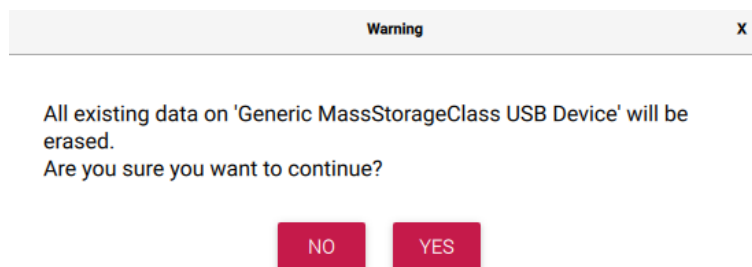 Warning X
All existing data on 'Generic MassStorageClass USB Device' will be
erased.
Are you sure you want to continue?
NO YES